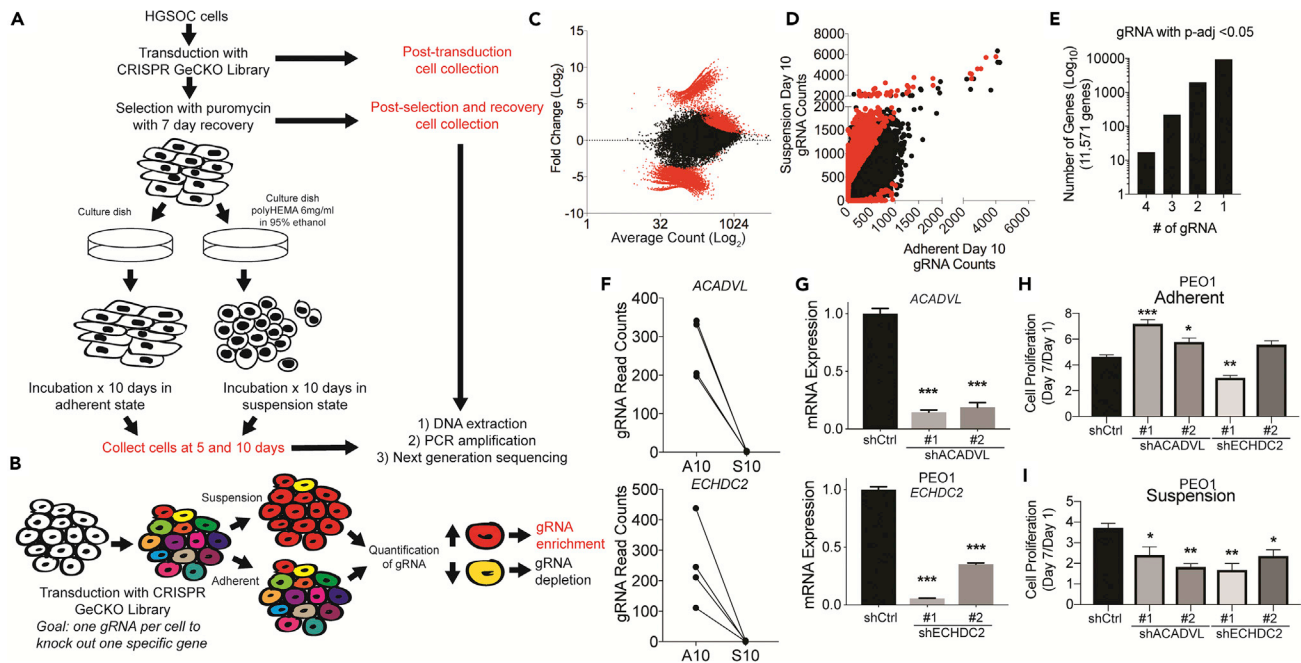 A
HGSOC cells
Transduction with
CRISPR GeCKO Library
Post-transduction
cell collection
Selection with puromycin
with 7 day recovery
Post-selection and recovery
cell collection
Culture dish
Culture dish
polyHEMA 6mg/ml
in 95% ethanol
Incubation x 10 days in
adherent state
Incubation x 10 days in
suspension state
Collect cells at 5 and 10 days
1) DNA extraction
2) PCR amplification
3) Next generation sequencing
B
Suspension
Adherent
Transduction with CRISPR
GeCKO Library
Goal: one gRNA per cell to
knock out one specific gene
Quantification
of gRNA
gRNA
enrichment
gRNA
depletion
C
Fold Change (Log2)
15
10
5
0
-5
-10
1
32
1024
Average Count (Log2)
D
Suspension Day 10
gRNA Counts
8000
6000
4000
2000
2000
1500
1000
500
0
0
500
1000
1500
2000
2000
4000
6000
Adherent Day 10
gRNA Counts
E
gRNA with p-adj <0.05
Number of Genes (Log10)
(11,571 genes)
10000
1000
100
10
1
4
3
2
1
# of gRNA
F
ACADVL
gRNA Read Counts
400
300
200
100
0
A10
S10
ECHDC2
gRNA Read Counts
500
400
300
200
100
0
A10
S10
G
ACADVL
mRNA Expression
1.0
0.5
0.0
***
***
shCtrl
#1
#2
shACADVL
PEO1
ECHDC2
mRNA Expression
1.0
0.5
0.0
***
***
shCtrl
#1
#2
shECHDC2
H
PEO1
Adherent
Cell Proliferation
(Day 7/Day 1)
8
6
4
2
0
***
*
**
shCtrl
#1
#2
#1
#2
shACADVL
shECHDC2
I
PEO1
Suspension
Cell Proliferation
(Day 7/Day 1)
5
4
3
2
1
0
*
**
**
*
shCtrl
#1
#2
#1
#2
shACADVL
shECHDC2